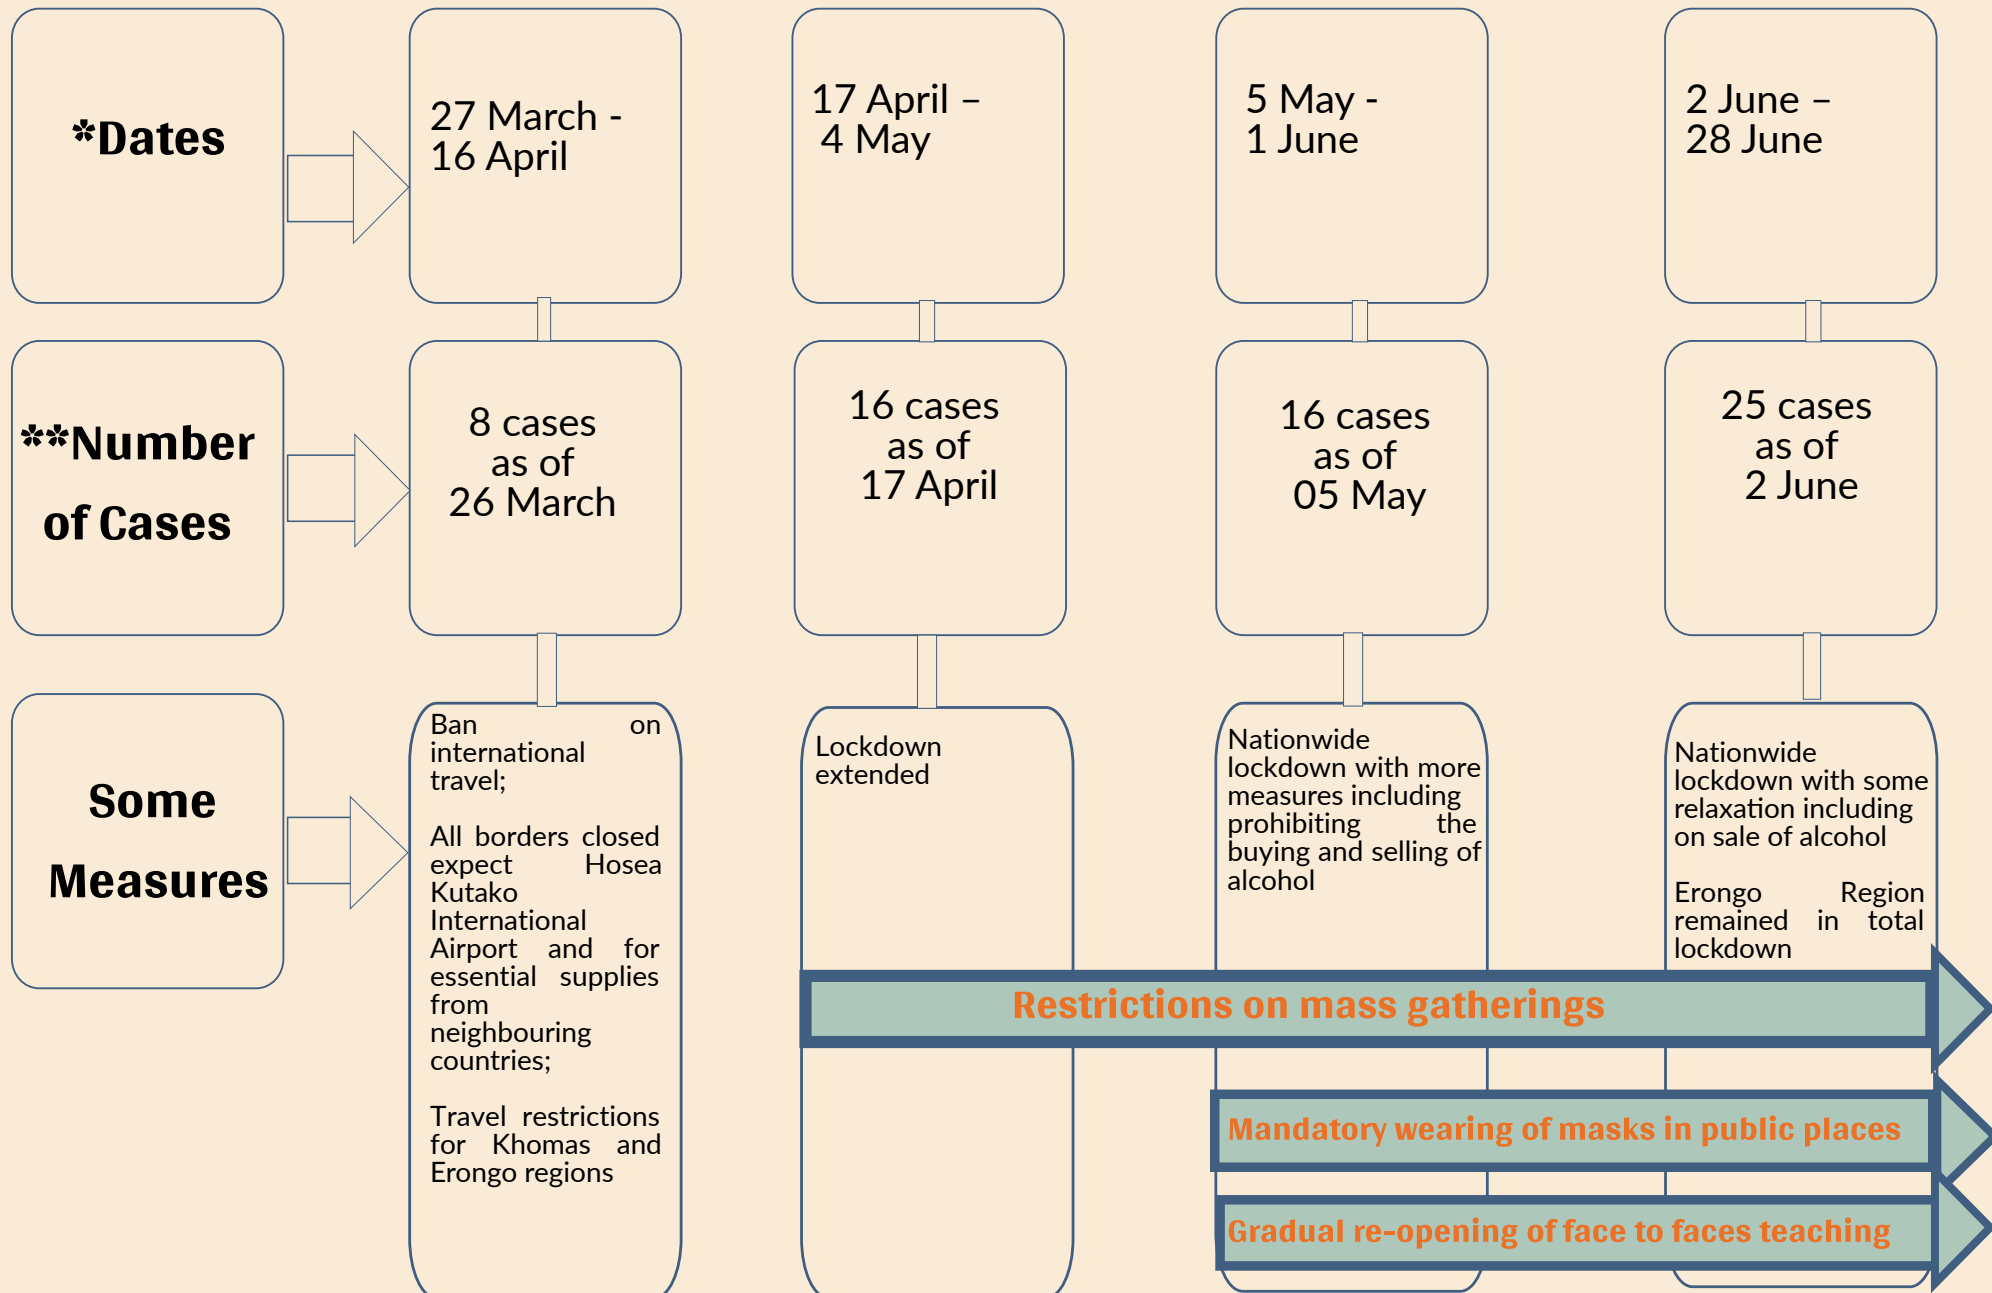 *Dates
27 March -
16 April
17 April –
4 May
5 May -
1 June
2 June –
28 June
**Number
of Cases
8 cases
as of
26 March
16 cases
as of
17 April
16 cases
as of
05 May
25 cases
as of
2 June
Some
Measures
Ban on
international
travel;
All borders closed
expect Hosea
Kutako
International
Airport and for
essential supplies
from
neighbouring
countries;
Travel restrictions
for Khomas and
Erongo regions
Lockdown
extended
Nationwide
lockdown with more
measures including
prohibiting the
buying and selling of
alcohol
Nationwide
lockdown with some
relaxation including
on sale of alcohol
Erongo Region
remained in total
lockdown
Restrictions on mass gatherings
Mandatory wearing of masks in public places
Gradual re-opening of face to faces teaching